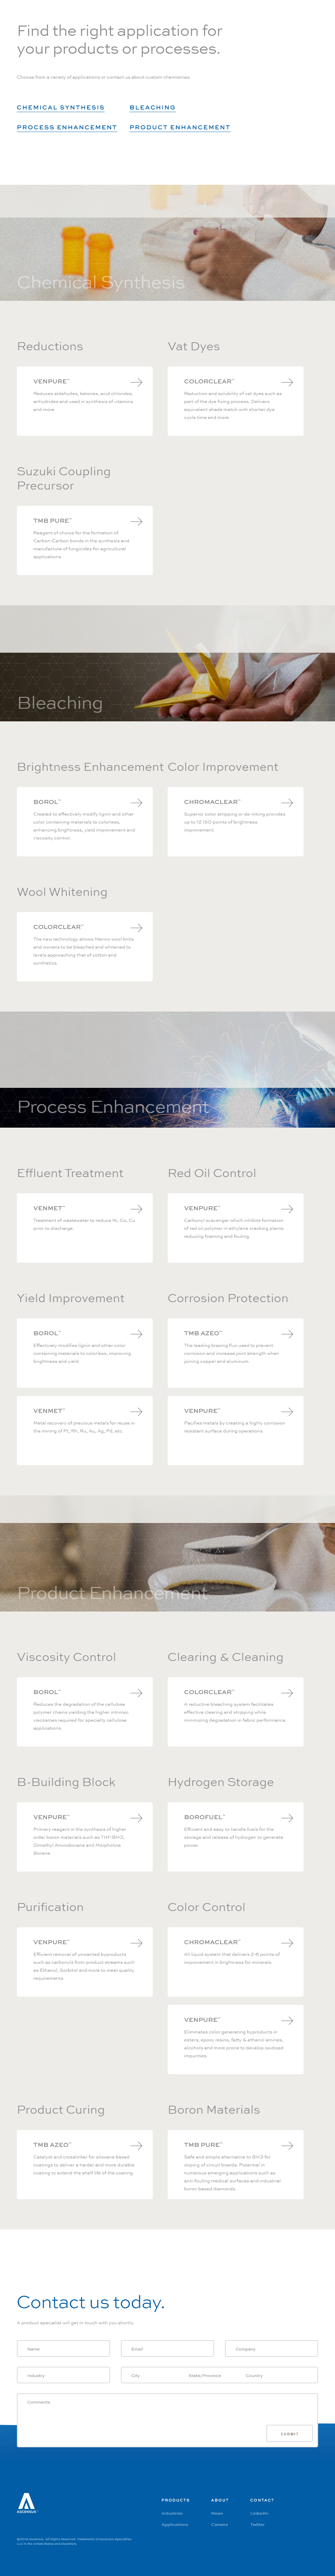 Find the right application for
your products or processes.
Choose from a variety of applications or contact us about custom chemistries.
CHEMICAL SYNTHESIS
BLEACHING
PROCESS ENHANCEMENT
PRODUCT ENHANCEMENT
Chemical Synthesis
Reductions
VENPURE™
Reduces aldehydes, ketones, acid chlorides,
anhydrides and used in synthesis of vitamins
and more.
Vat Dyes
COLORCLEAR™
Reduction and solubility of vat dyes such as
part of the dye fixing process. Delivers
equivalent shade match with shorter dye
cycle time and more.
Suzuki Coupling
Precursor
TMB PURE™
Reagent of choice for the formation of
Carbon-Carbon bonds in the synthesis and
manufacture of fungicides for agricultural
applications.
Bleaching
Brightness Enhancement
BOROL™
Created to effectively modify lignin and other
color containing materials to colorless,
enhancing brightness, yield improvement and
viscosity control.
Color Improvement
CHROMACLEAR™
Superior color stripping or de-inking provides
up to 12 ISO points of brightness
improvement.
Wool Whitening
COLORCLEAR™
The new technology allows Merino wool knits
and wovens to be bleached and whitened to
levels approaching that of cotton and
synthetics.
Process Enhancement
Effluent Treatment
VENMET™
Treatment of wastewater to reduce Ni, Co, Cu
prior to discharge.
Red Oil Control
VENPURE™
Carbonyl scavenger which inhibits formation
of red oil polymer in ethylene cracking plants
reducing foaming and fouling.
Yield Improvement
BOROL™
Effectively modifies lignin and other color
containing materials to colorless, improving
brightness and yield.
VENMET™
Metal recovery of precious metals for reuse in
the mining of Pt, Rh, Ru, Au, Ag, Pd, etc.
Corrosion Protection
TMB AZEO™
The leading brazing flux used to prevent
corrosion and increase joint strength when
joining copper and aluminum.
VENPURE™
Pacifies metals by creating a highly corrosion
resistant surface during operations.
Product Enhancement
Viscosity Control
BOROL™
Reduces the degradation of the cellulose
polymer chains yielding the higher intrinsic
viscosities required for specialty cellulose
applications.
Clearing & Cleaning
COLORCLEAR™
A reductive bleaching system facilitates
effective clearing and stripping while
minimizing degradation in fabric performance.
B-Building Block
VENPURE™
Primary reagent in the synthesis of higher
order boron materials such as THF-BH3,
Dimethyl Aminoborane and Morpholine
Borane.
Hydrogen Storage
BOROFUEL™
Efficient and easy to handle fuels for the
storage and release of hydrogen to generate
power.
Purification
VENPURE™
Efficient removal of unwanted byproducts
such as carbonyls from product streams such
as Ethanol, Sorbitol and more to meet quality
requirements.
Color Control
CHROMACLEAR™
All liquid system that delivers 2-6 points of
improvement in brightness for minerals.
VENPURE™
Eliminates color generating byproducts in
esters, epoxy resins, fatty & ethanol amines,
alcohols and more prone to develop oxidized
impurities.
Product Curing
TMB AZEO™
Catalyst and crosslinker for siloxane based
coatings to deliver a harder and more durable
coating to extend the shelf life of the coating.
Boron Materials
TMB PURE™
Safe and simple alternative to BH3 for
doping of circuit boards. Potential in
numerous emerging applications such as
anti-fouling medical surfaces and industrial
boron based diamonds.
Contact us today.
A product specialist will get in touch with you shortly.
Name
Email
Company
Industry
City
State/Province
Country
Comments
SUBMIT
ASCENSUS
PRODUCTS
Industries
Applications
ABOUT
News
Careers
CONTACT
LinkedIn
Twitter